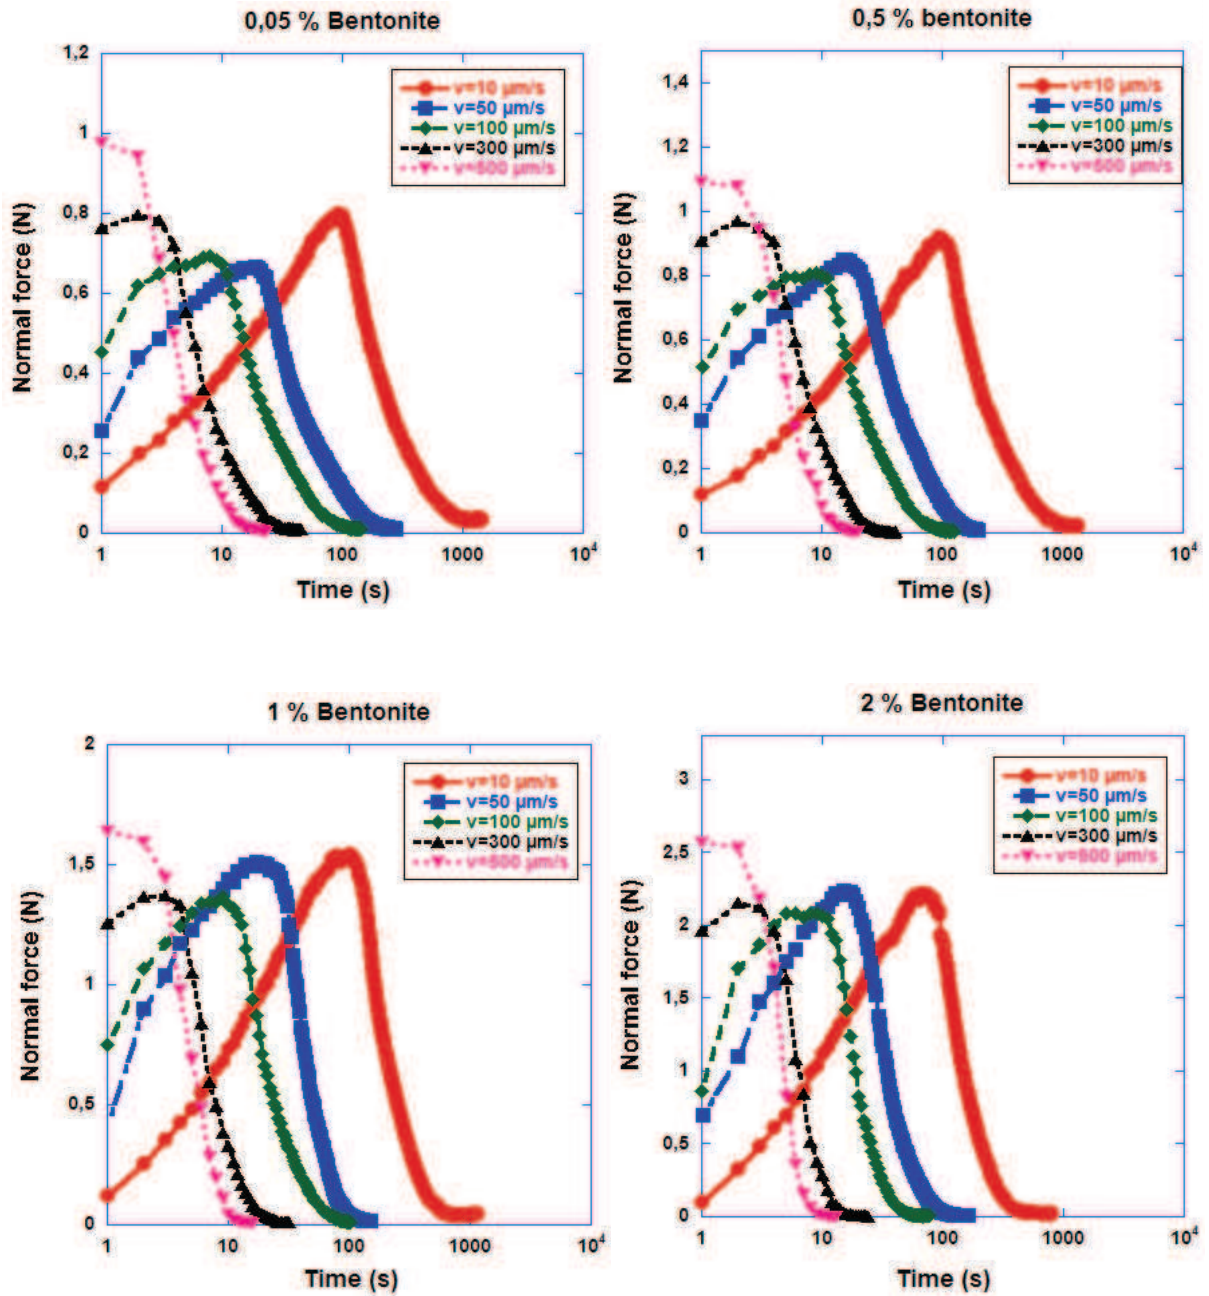 0,05 % Bentonite
1,2
1
0,8
0,6
0,4
0,2
0
Normal force (N)
v=10 µm/s
v=50 µm/s
v=100 µm/s
v=300 µm/s
v=500 µm/s
1 10 100 1000 10⁴
Time (s)
0,5 % bentonite
1,4
1,2
1
0,8
0,6
0,4
0,2
0
Normal force (N)
v=10 µm/s
v=50 µm/s
v=100 µm/s
v=300 µm/s
v=500 µm/s
1 10 100 1000 10⁴
Time (s)
1 % Bentonite
2
1,5
1
0,5
0
Normal force (N)
v=10 µm/s
v=50 µm/s
v=100 µm/s
v=300 µm/s
v=500 µm/s
1 10 100 1000 10⁴
Time (s)
2 % Bentonite
3
2,5
2
1,5
1
0,5
0
Normal force (N)
v=10 µm/s
v=50 µm/s
v=100 µm/s
v=300 µm/s
v=500 µm/s
1 10 100 1000 10⁴
Time (s)